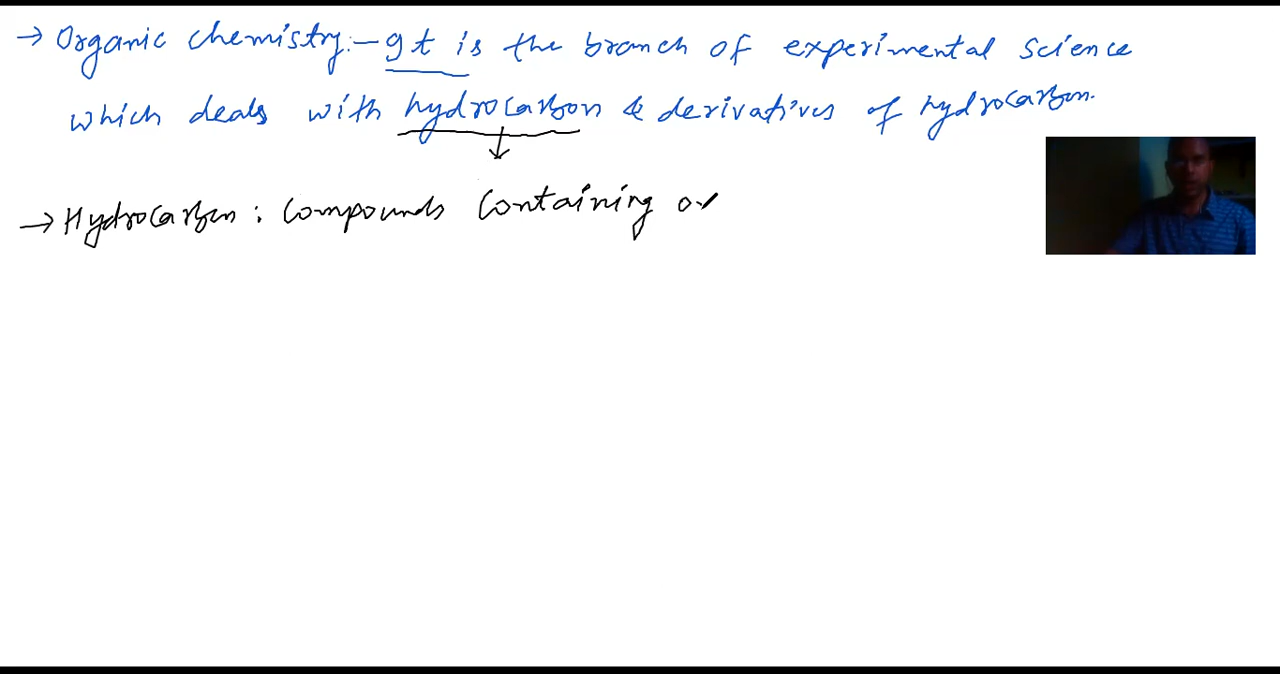 → Organic chemistry:- It is the branch of experimental science
which deals with hydrocarbon & derivatives of hydrocarbon.
→ Hydrocarbon : Compounds Containing